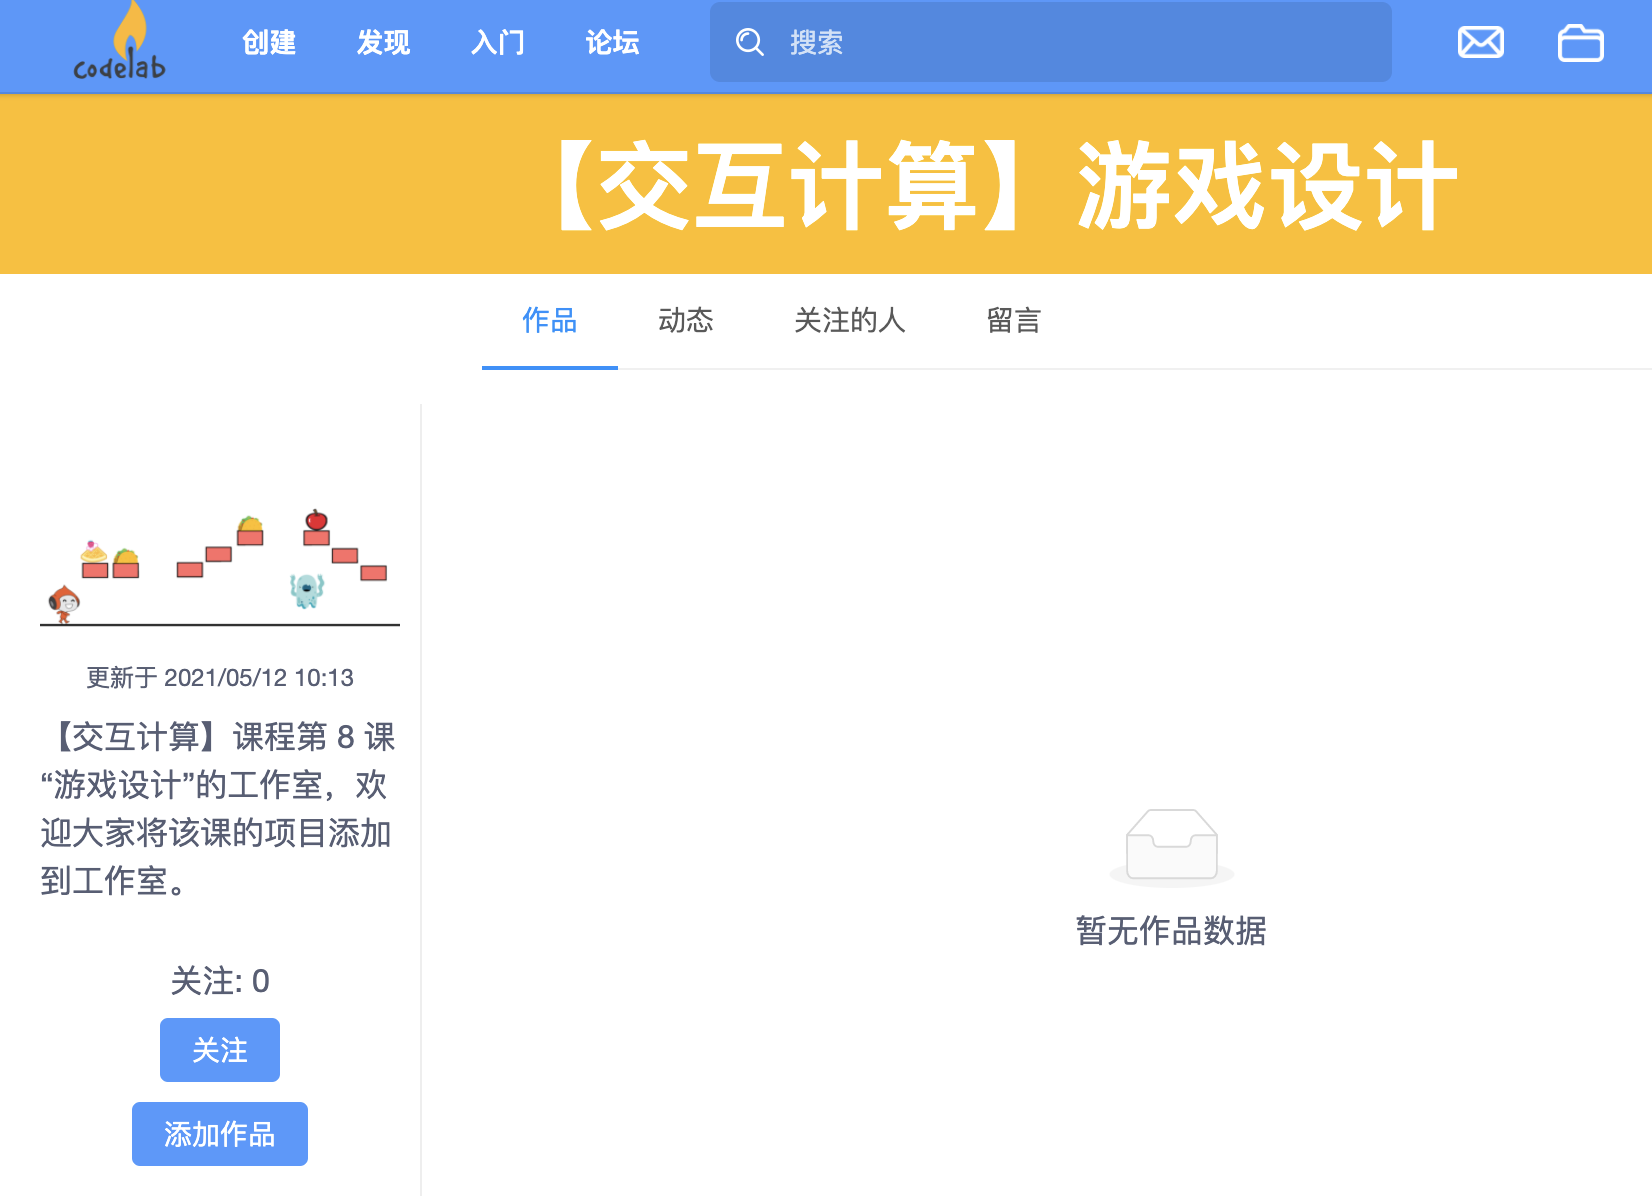 codelab
创建
发现
入门
论坛
搜索
【交互计算】游戏设计
作品
动态
关注的人
留言
更新于 2021/05/12 10:13
【交互计算】课程第 8 课
“游戏设计”的工作室，欢
迎大家将该课的项目添加
到工作室。
关注: 0
关注
添加作品
暂无作品数据